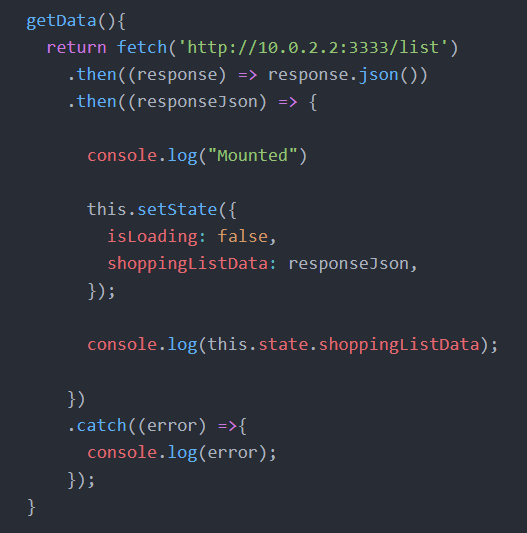 getData(){
return fetch('http://10.0.2.2:3333/list')
.then((response) => response.json())
.then((responseJson) => {
console.log("Mounted")
this.setState({
isLoading: false,
shoppingListData: responseJson,
});
console.log(this.state.shoppingListData);
})
.catch((error) =>{
console.log(error);
});
}